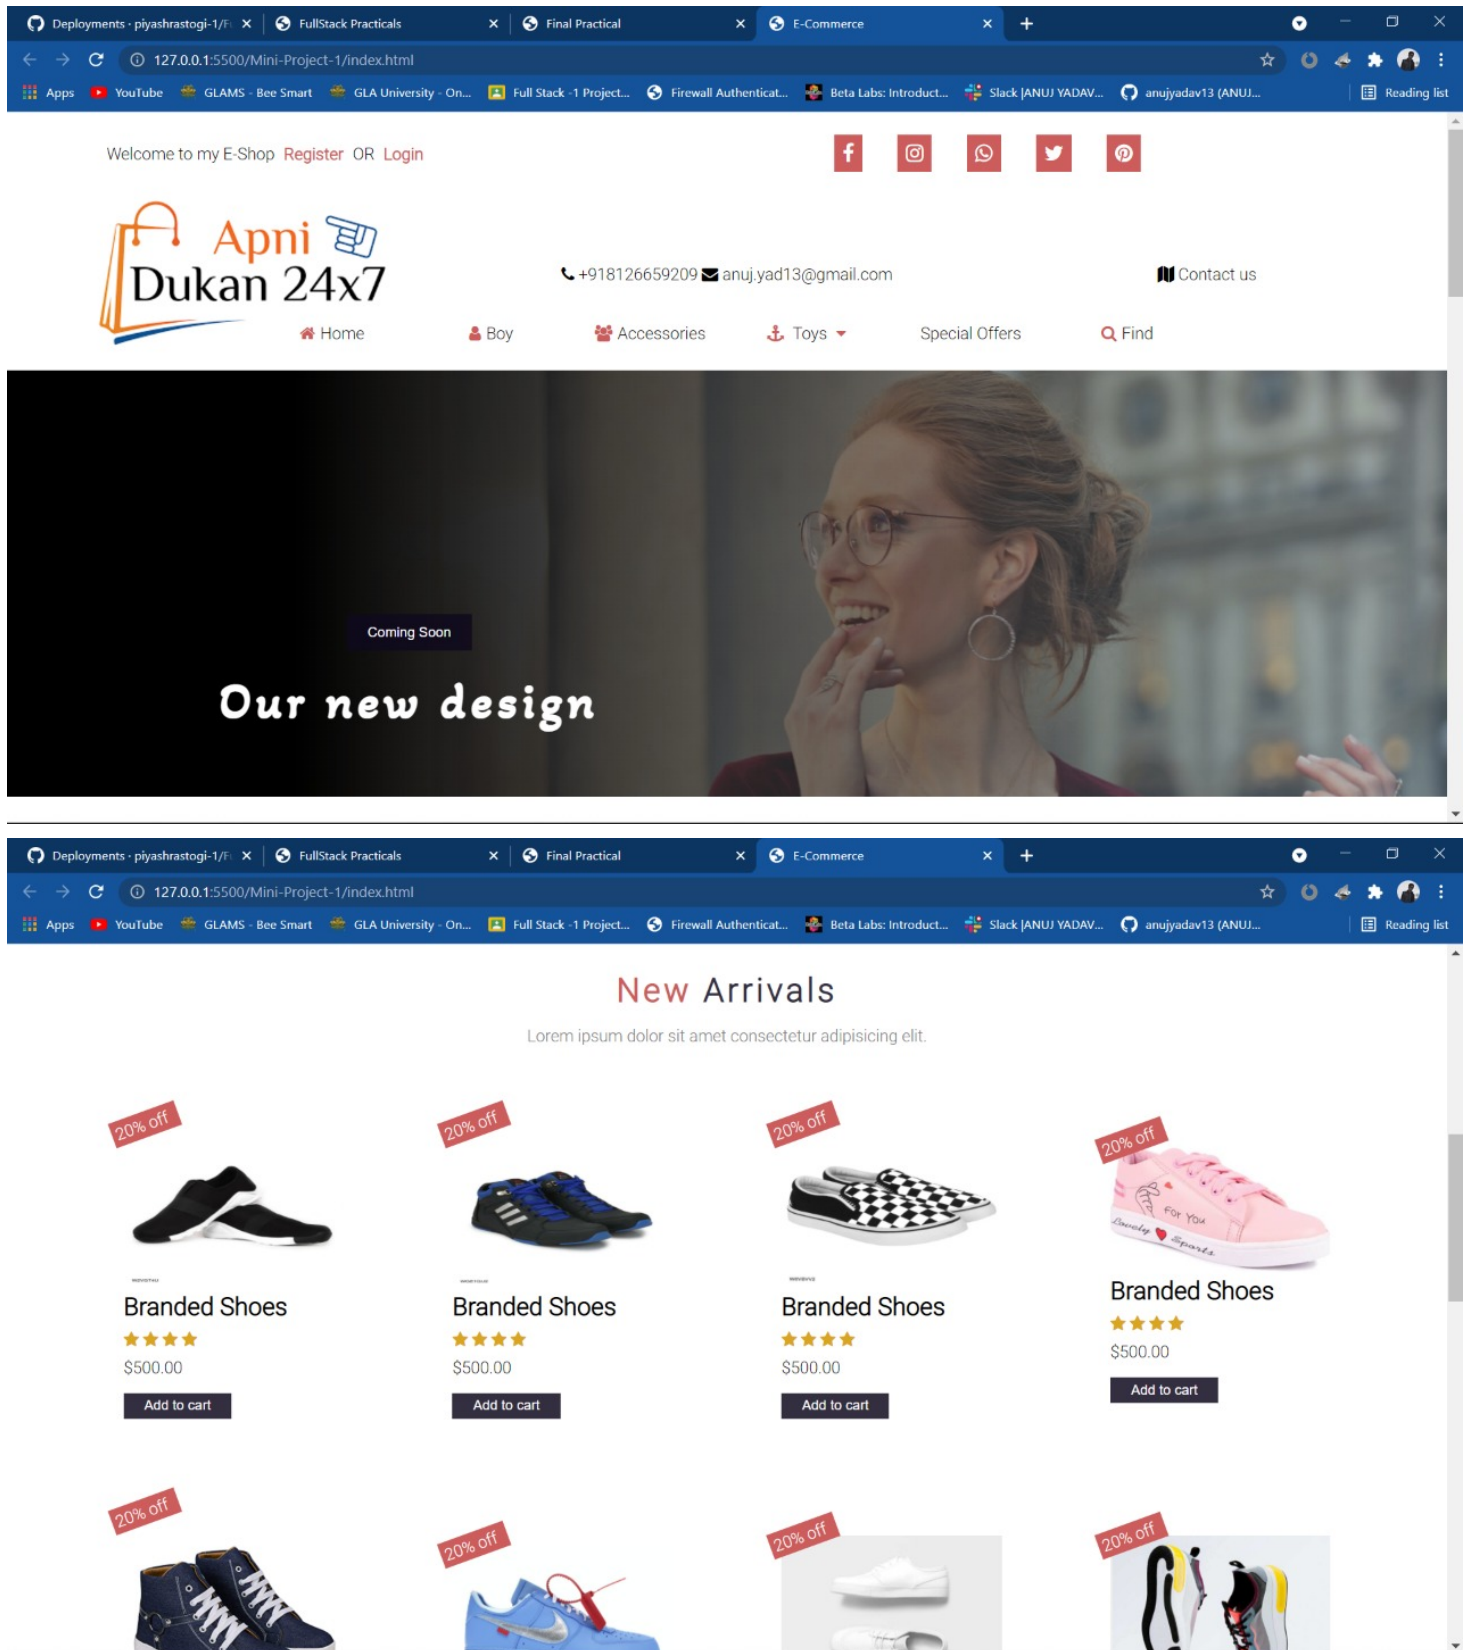 Deployments · piyashrastogi-1/F
FullStack Practicals
Final Practical
E-Commerce
127.0.0.1:5500/Mini-Project-1/index.html
Apps YouTube GLAMS - Bee Smart GLA University - On... Full Stack -1 Project... Firewall Authenticat... Beta Labs: Introduct... Slack |ANUJ YADAV... anujyadav13 (ANUJ... Reading list
Welcome to my E-Shop Register OR Login
Apni
Dukan 24x7
+918126659209 anuj.yad13@gmail.com
Contact us
Home Boy Accessories Toys Special Offers Find
Coming Soon
Our new design
Deployments · piyashrastogi-1/F
FullStack Practicals
Final Practical
E-Commerce
127.0.0.1:5500/Mini-Project-1/index.html
Apps YouTube GLAMS - Bee Smart GLA University - On... Full Stack -1 Project... Firewall Authenticat... Beta Labs: Introduct... Slack |ANUJ YADAV... anujyadav13 (ANUJ... Reading list
New Arrivals
Lorem ipsum dolor sit amet consectetur adipisicing elit.
20% off 20% off 20% off 20% off
FOR YOU
Lovely Sports
Branded Shoes Branded Shoes Branded Shoes Branded Shoes
$500.00 $500.00 $500.00 $500.00
Add to cart Add to cart Add to cart Add to cart
20% off 20% off 20% off 20% off